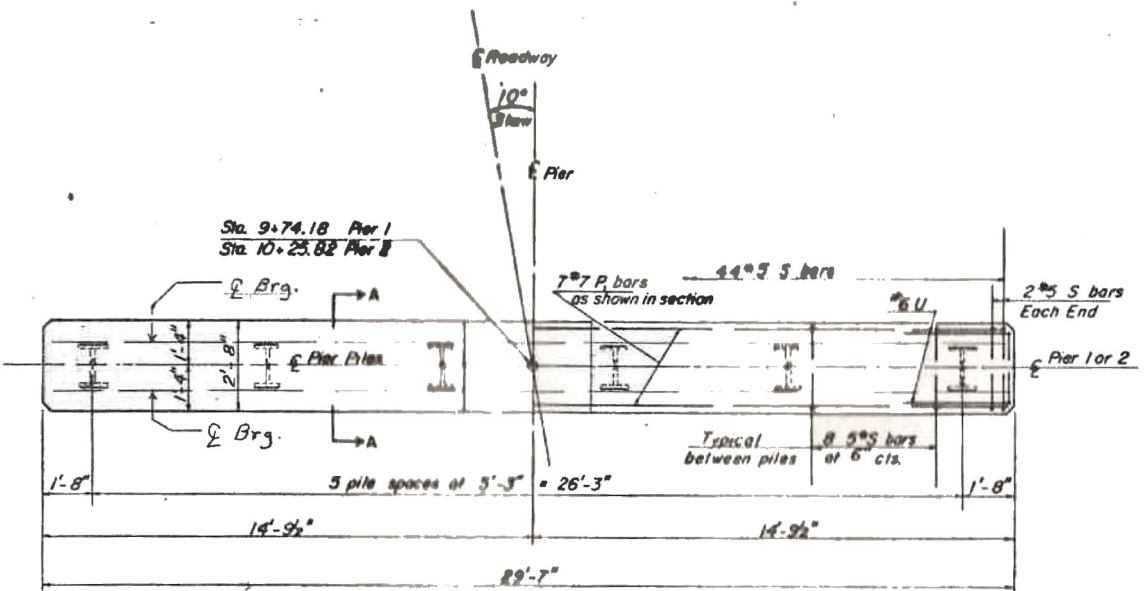 ℄ Roadway
10°
Skew
℄ Pier
Sta. 9+74.18 Pier 1
Sta. 10+25.82 Pier 2
℄ Brg.
A
7 #7 P, bars
as shown in section
44 #5 S bars
#6 U
2 #5 S bars
Each End
1'-4"
1'-4"
2'-8"
℄ Pier Piles
℄ Pier 1 or 2
℄ Brg.
A
Typical
between piles
8 5#S bars
at 6" cts.
1'-8"
5 pile spaces at 5'-3" = 26'-3"
1'-8"
14'-9½"
14'-9½"
29'-7"